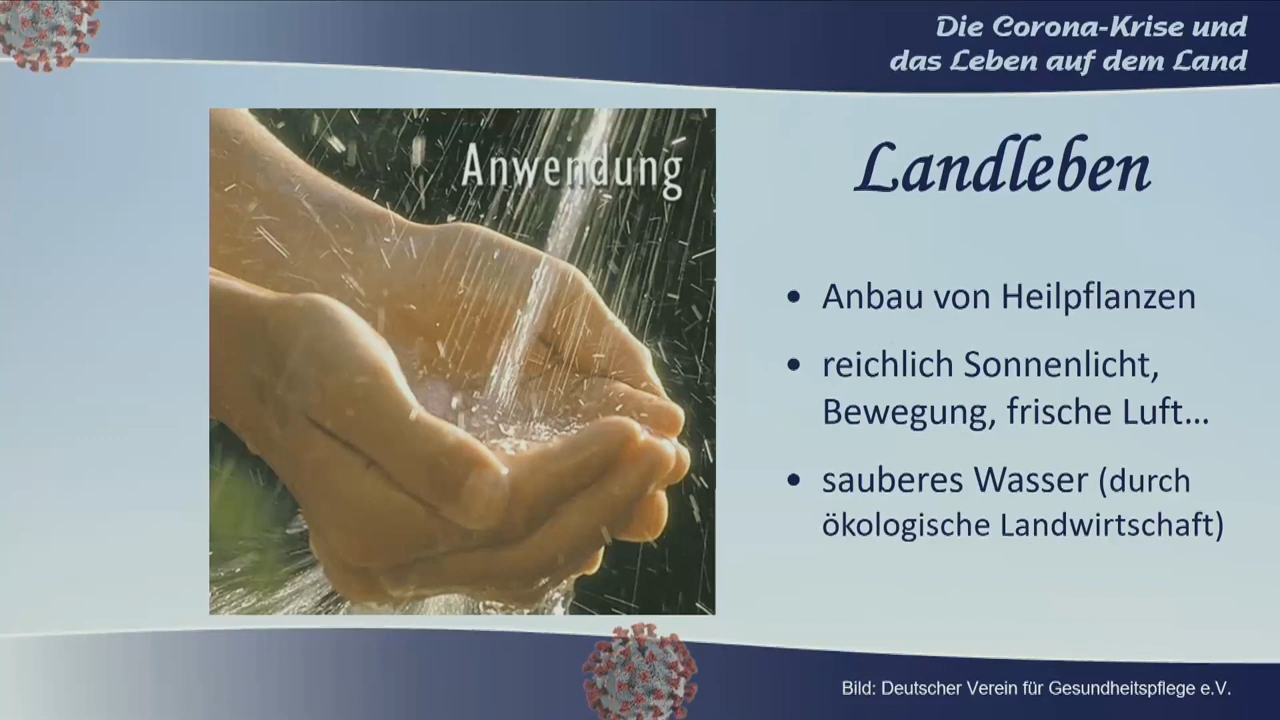 Die Corona-Krise und
das Leben auf dem Land
Anwendung
Landleben
• Anbau von Heilpflanzen
• reichlich Sonnenlicht,
Bewegung, frische Luft...
• sauberes Wasser (durch
ökologische Landwirtschaft)
Bild: Deutscher Verein für Gesundheitspflege e.V.